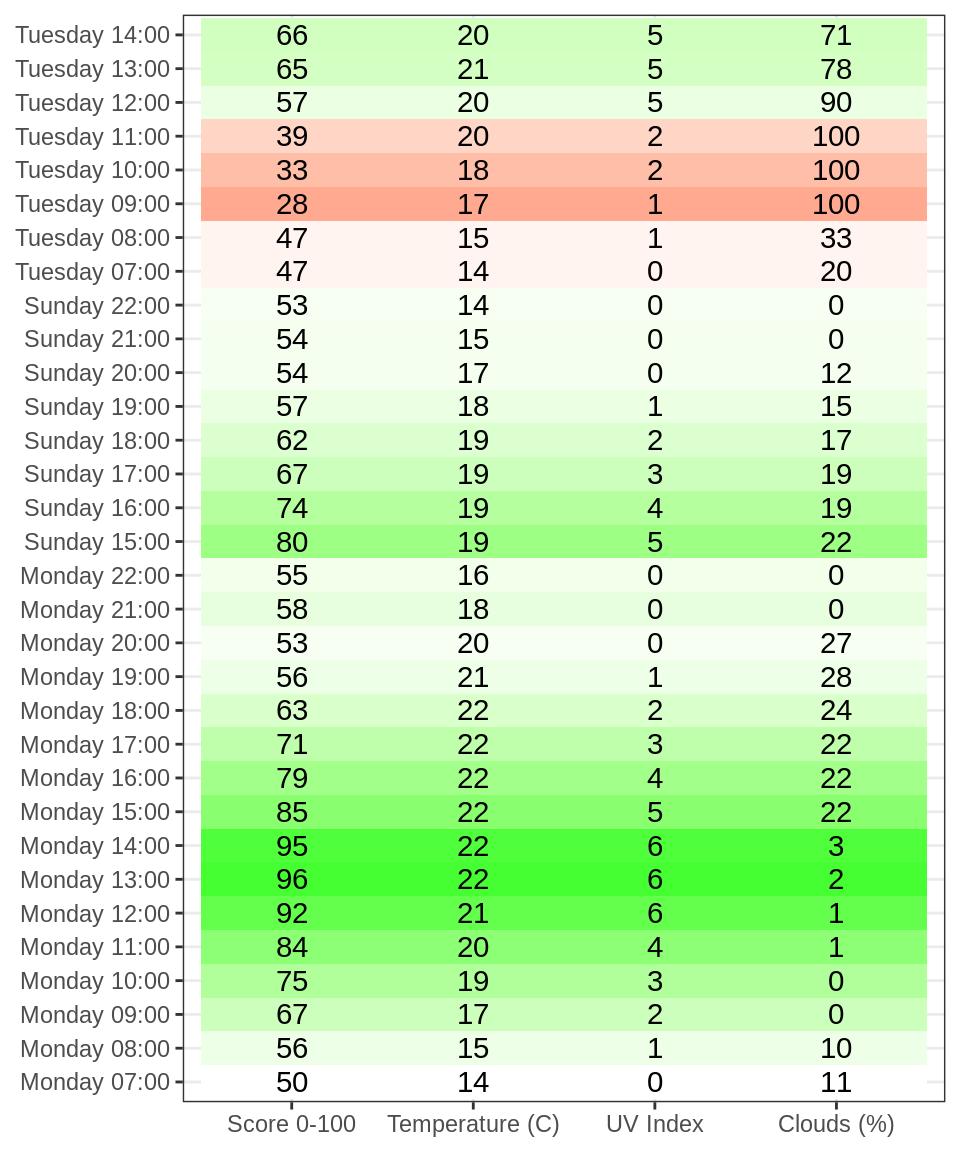 Tuesday 14:00 66 20 5 71
Tuesday 13:00 65 21 5 78
Tuesday 12:00 57 20 5 90
Tuesday 11:00 39 20 2 100
Tuesday 10:00 33 18 2 100
Tuesday 09:00 28 17 1 100
Tuesday 08:00 47 15 1 33
Tuesday 07:00 47 14 0 20
Sunday 22:00 53 14 0 0
Sunday 21:00 54 15 0 0
Sunday 20:00 54 17 0 12
Sunday 19:00 57 18 1 15
Sunday 18:00 62 19 2 17
Sunday 17:00 67 19 3 19
Sunday 16:00 74 19 4 19
Sunday 15:00 80 19 5 22
Monday 22:00 55 16 0 0
Monday 21:00 58 18 0 0
Monday 20:00 53 20 0 27
Monday 19:00 56 21 1 28
Monday 18:00 63 22 2 24
Monday 17:00 71 22 3 22
Monday 16:00 79 22 4 22
Monday 15:00 85 22 5 22
Monday 14:00 95 22 6 3
Monday 13:00 96 22 6 2
Monday 12:00 92 21 6 1
Monday 11:00 84 20 4 1
Monday 10:00 75 19 3 0
Monday 09:00 67 17 2 0
Monday 08:00 56 15 1 10
Monday 07:00 50 14 0 11
Score 0-100 Temperature (C) UV Index Clouds (%)